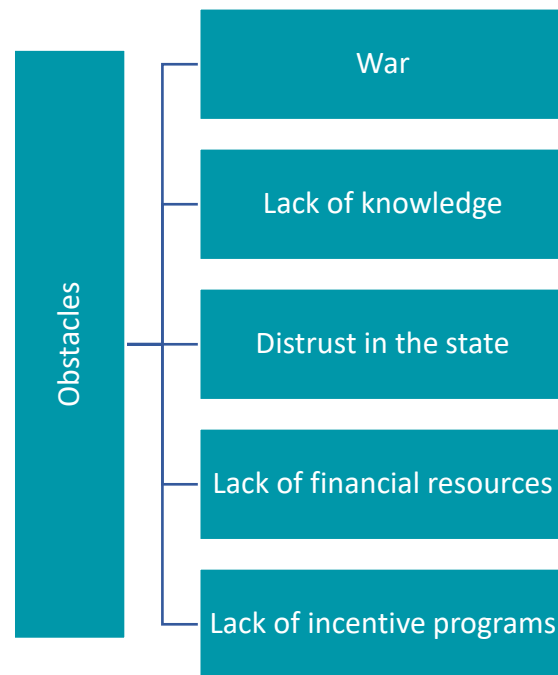 Obstacles
War
Lack of knowledge
Distrust in the state
Lack of financial resources
Lack of incentive programs